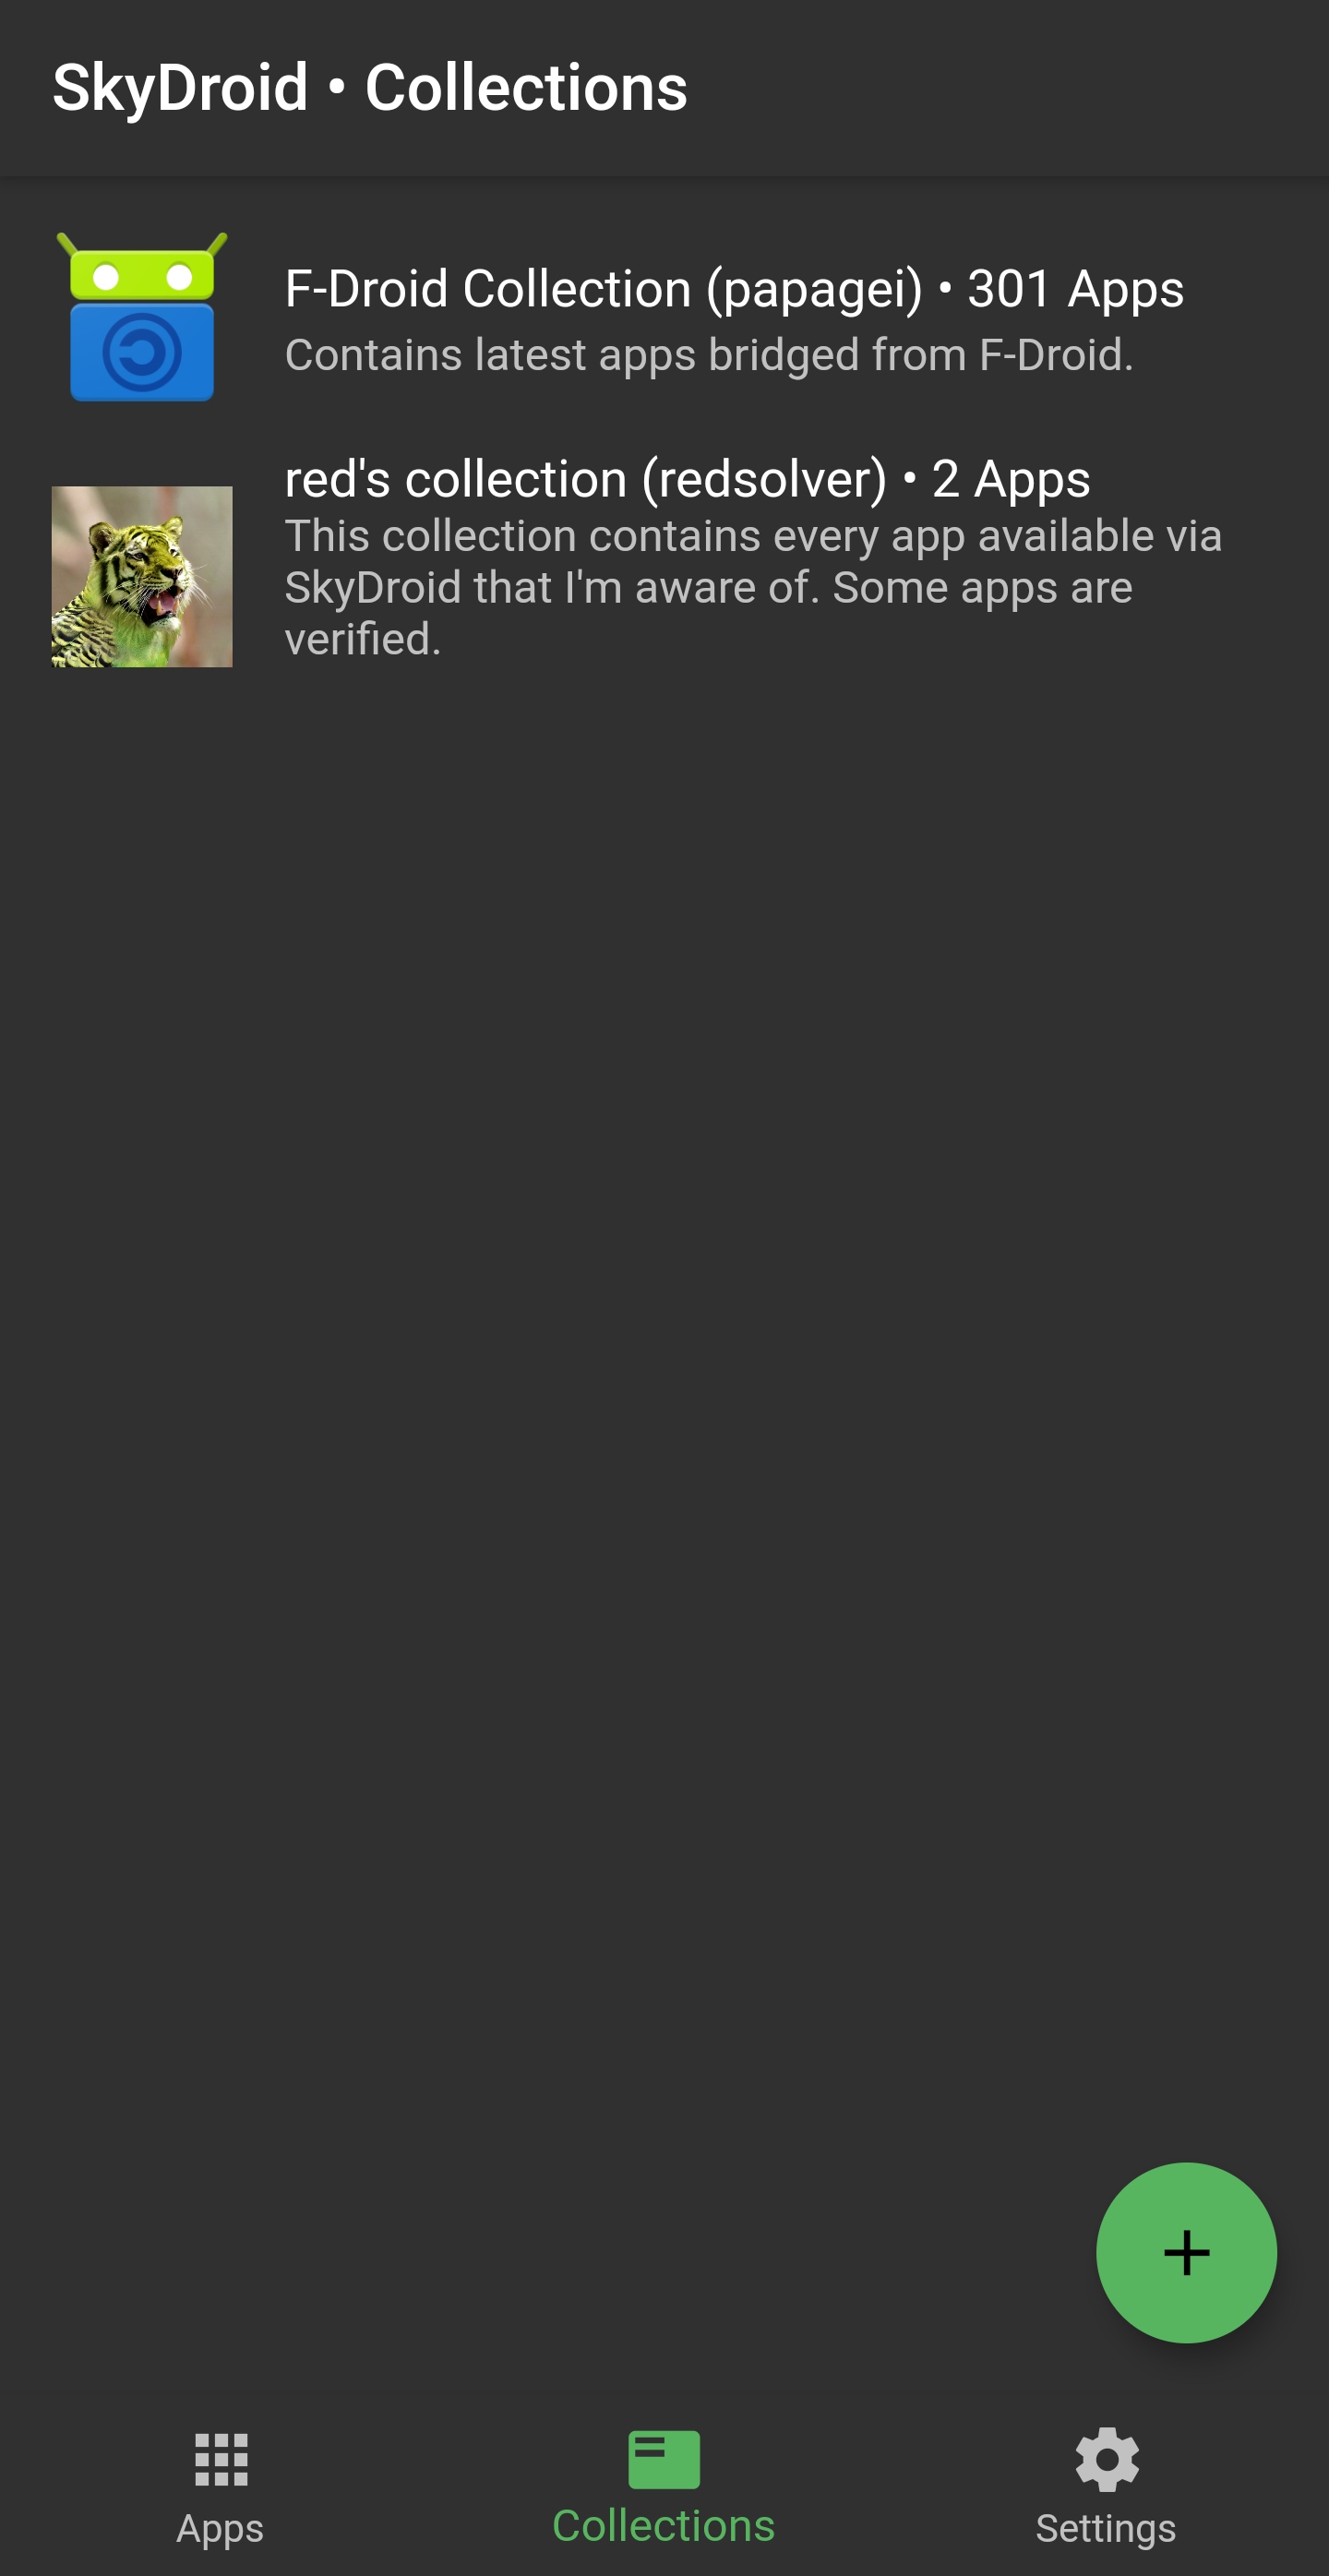 SkyDroid • Collections
F-Droid Collection (papagei) • 301 Apps
Contains latest apps bridged from F-Droid.
red's collection (redsolver) • 2 Apps
This collection contains every app available via
SkyDroid that I'm aware of. Some apps are
verified.
Apps
Collections
Settings